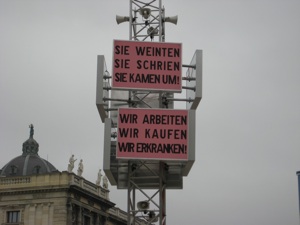 SIE WEINTEN
SIE SCHRIEN
SIE KAMEN UM!
WIR ARBEITEN
WIR KAUFEN
WIR ERKRANKEN!